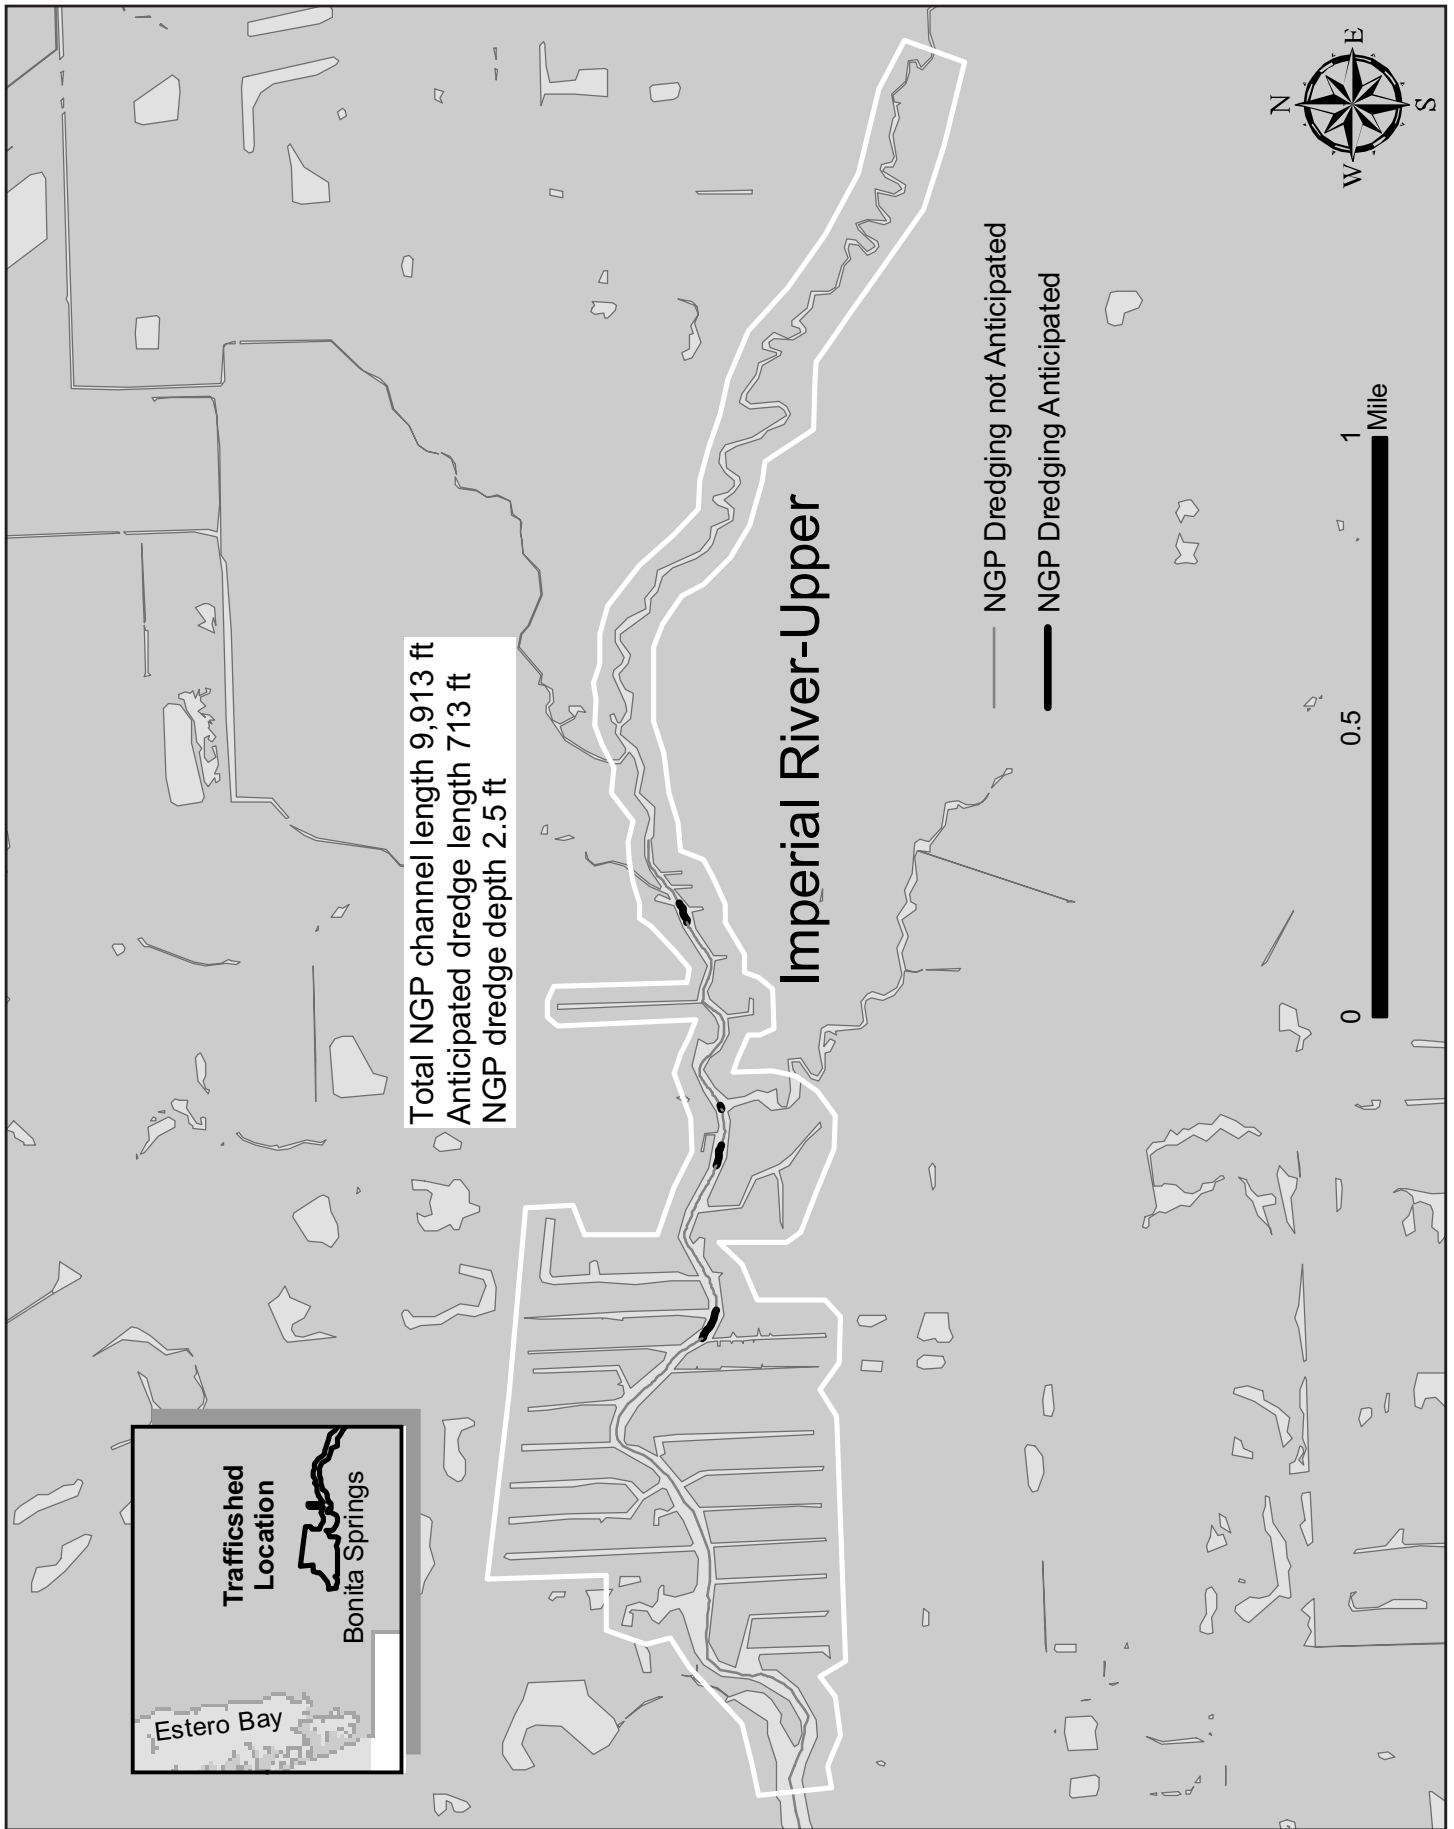 Trafficshed
Location
Estero Bay
Bonita Springs
Total NGP channel length 9,913 ft
Anticipated dredge length 713 ft
NGP dredge depth 2.5 ft
Imperial River-Upper
NGP Dredging not Anticipated
NGP Dredging Anticipated
0
0.5
1
Mile
N
E
S
W